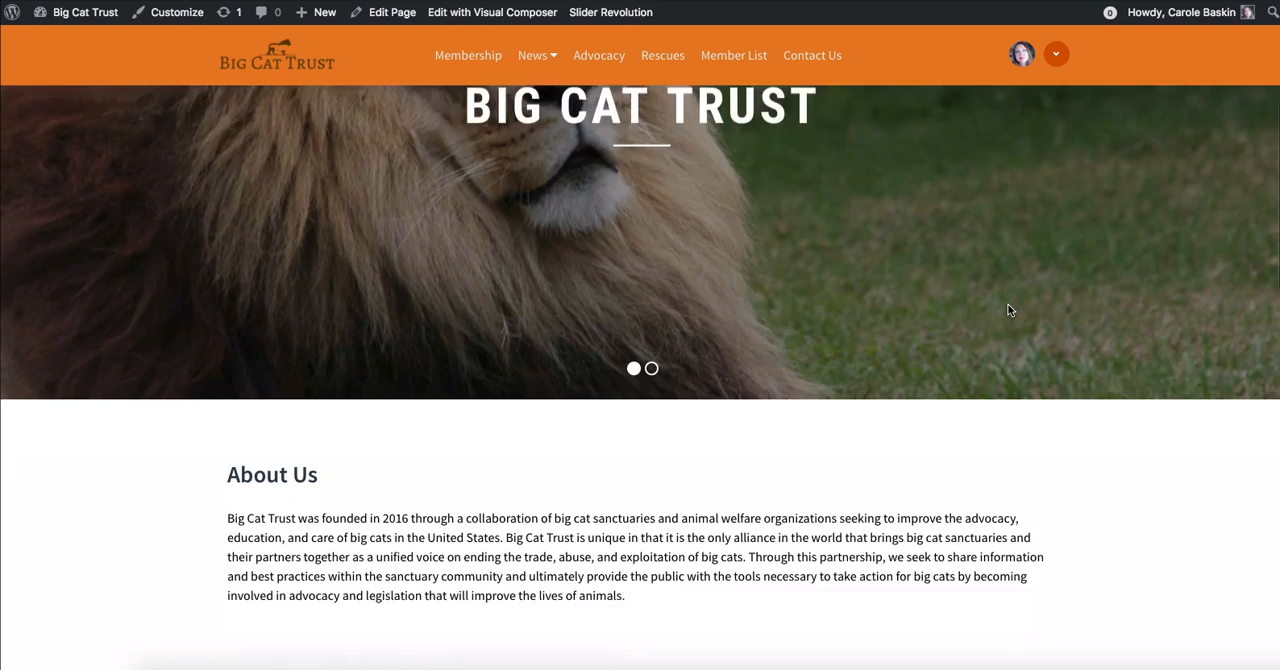 Big Cat Trust Customize 1 0 New Edit Page Edit with Visual Composer Slider Revolution 0 Howdy, Carole Baskin
BIG CAT TRUST Membership News Advocacy Rescues Member List Contact Us
BIG CAT TRUST
About Us
Big Cat Trust was founded in 2016 through a collaboration of big cat sanctuaries and animal welfare organizations seeking to improve the advocacy,
education, and care of big cats in the United States. Big Cat Trust is unique in that it is the only alliance in the world that brings big cat sanctuaries and
their partners together as a unified voice on ending the trade, abuse, and exploitation of big cats. Through this partnership, we seek to share information
and best practices within the sanctuary community and ultimately provide the public with the tools necessary to take action for big cats by becoming
involved in advocacy and legislation that will improve the lives of animals.